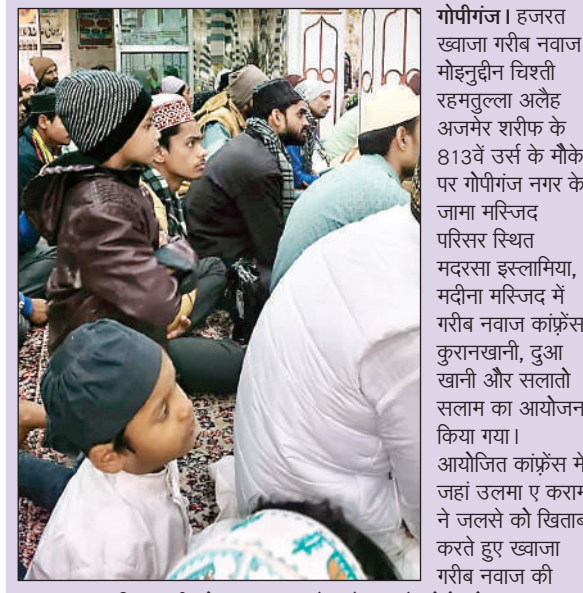 गोपीगंज। हजरत
ख्वाजा गरीब नवाज
मोइनुद्दीन चिश्ती
रहमतुल्ला अलैह
अजमेर शरीफ के
813वें उर्स के मौके
पर गोपीगंज नगर के
जामा मस्जिद
परिसर स्थित
मदरसा इस्लामिया,
मदीना मस्जिद में
गरीब नवाज कांफ्रेंस
कुरानखानी, दुआ
खानी और सलातो
सलाम का आयोजन
किया गया।
आयोजित कांफ्रेंस में
जहां उलमा ए कराम
ने जलसे को खिताब
करते हुए ख्वाजा
गरीब नवाज की